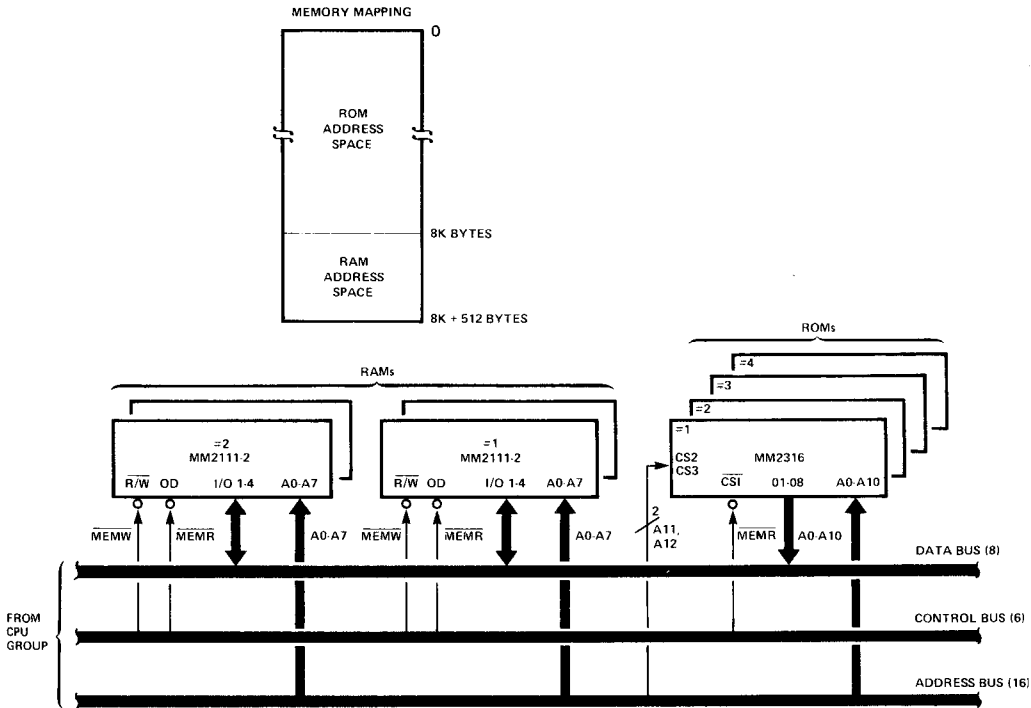 MEMORY MAPPING
0
ROM
ADDRESS
SPACE
8K BYTES
RAM
ADDRESS
SPACE
8K + 512 BYTES
RAMs
ROMs
=4
=3
=2
=1
=2
MM2111-2
R/W OD I/O 1-4 A0-A7
=1
MM2111-2
R/W OD I/O 1-4 A0-A7
CS2
CS3
MM2316
CSI 01-08 A0-A10
MEMW
MEMR
A0-A7
MEMW
MEMR
A0-A7
2
A11,
A12
MEMR
A0-A10
DATA BUS (8)
FROM
CPU
GROUP
CONTROL BUS (6)
ADDRESS BUS (16)